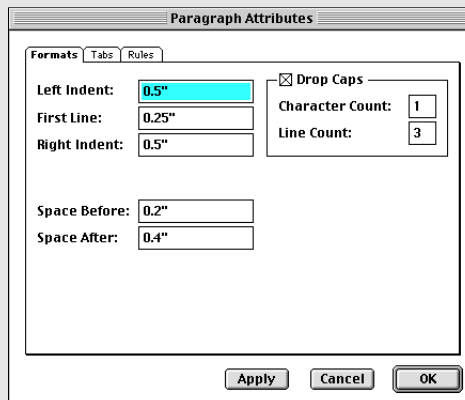 Paragraph Attributes
Formats Tabs Rules
Left Indent: 0.5"
First Line: 0.25"
Right Indent: 0.5"
Drop Caps
Character Count: 1
Line Count: 3
Space Before: 0.2"
Space After: 0.4"
Apply Cancel OK